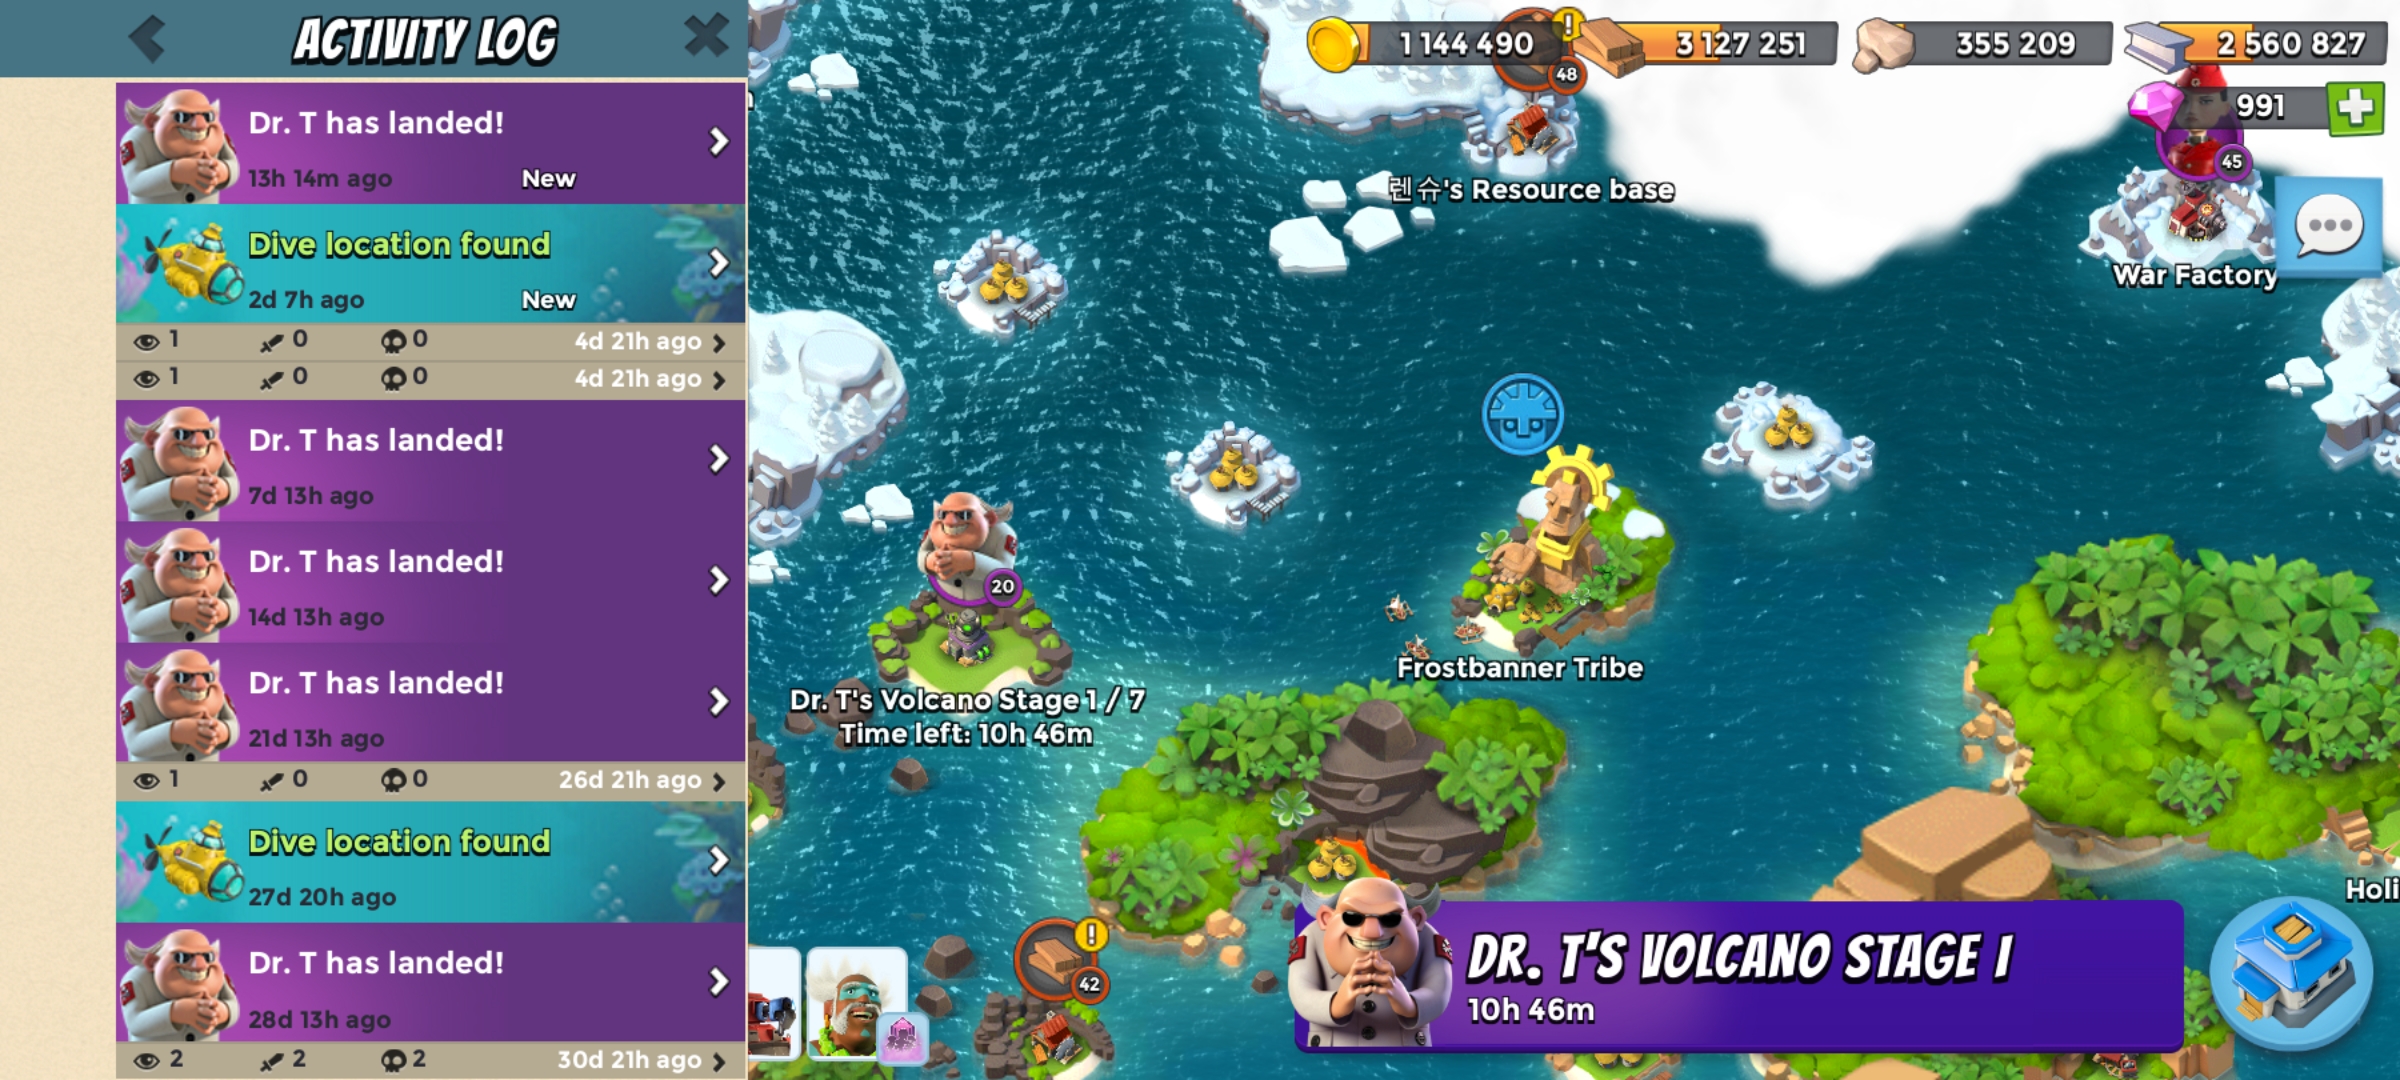 ACTIVITY LOG
Dr. T has landed!
13h 14m ago
New
Dive location found
2d 7h ago
New
1 0 0 4d 21h ago
1 0 0 4d 21h ago
Dr. T has landed!
7d 13h ago
Dr. T has landed!
14d 13h ago
Dr. T has landed!
21d 13h ago
1 0 0 26d 21h ago
Dive location found
27d 20h ago
Dr. T has landed!
28d 13h ago
2 2 2 30d 21h ago
1 144 490
3 127 251
355 209
2 560 827
48
991
45
렌슈's Resource base
War Factory
20
Dr. T's Volcano Stage 1 / 7
Time left: 10h 46m
Frostbanner Tribe
Holi
42
DR. T'S VOLCANO STAGE I
10h 46m